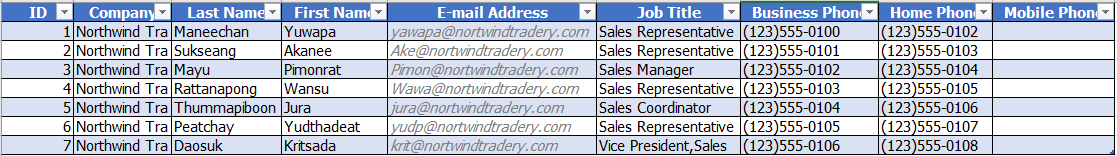 ID Company Last Name First Name E-mail Address Job Title Business Phone Home Phone Mobile Phone
1 Northwind Tra Maneechan Yuwapa yawapa@nortwindtradery.com Sales Representative (123)555-0100 (123)555-0102
2 Northwind Tra Sukseang Akanee Ake@nortwindtradery.com Sales Representative (123)555-0101 (123)555-0103
3 Northwind Tra Mayu Pimonrat Pimon@nortwindtradery.com Sales Manager (123)555-0102 (123)555-0104
4 Northwind Tra Rattanapong Wansu Wawa@nortwindtradery.com Sales Representative (123)555-0103 (123)555-0105
5 Northwind Tra Thummapiboon Jura jura@nortwindtradery.com Sales Coordinator (123)555-0104 (123)555-0106
6 Northwind Tra Peatchay Yudthadeat yudp@nortwindtradery.com Sales Representative (123)555-0105 (123)555-0107
7 Northwind Tra Daosuk Kritsada krit@nortwindtradery.com Vice President,Sales (123)555-0106 (123)555-0108